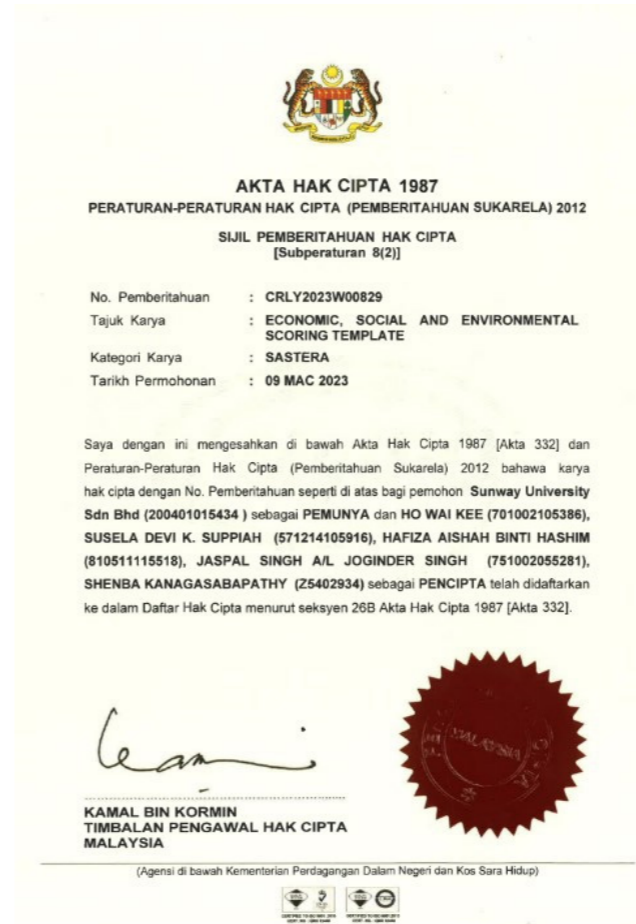 AKTA HAK CIPTA 1987
PERATURAN-PERATURAN HAK CIPTA (PEMBERITAHUAN SUKARELA) 2012
SIJIL PEMBERITAHUAN HAK CIPTA
[Subperaturan 8(2)]
No. Pemberitahuan : CRLY2023W00829
Tajuk Karya : ECONOMIC, SOCIAL AND ENVIRONMENTAL
SCORING TEMPLATE
Kategori Karya : SASTERA
Tarikh Permohonan : 09 MAC 2023
Saya dengan ini mengesahkan di bawah Akta Hak Cipta 1987 [Akta 332] dan
Peraturan-Peraturan Hak Cipta (Pemberitahuan Sukarela) 2012 bahawa karya
hak cipta dengan No. Pemberitahuan seperti di atas bagi pemohon Sunway University
Sdn Bhd (200401015434 ) sebagai PEMUNYA dan HO WAI KEE (701002105386),
SUSELA DEVI K. SUPPIAH (571214105916), HAFIZA AISHAH BINTI HASHIM
(810511115518), JASPAL SINGH A/L JOGINDER SINGH (751002055281),
SHENBA KANAGASABAPATHY (Z5402934) sebagai PENCIPTA telah didaftarkan
ke dalam Daftar Hak Cipta menurut seksyen 26B Akta Hak Cipta 1987 [Akta 332].
MALAYSIA
KAMAL BIN KORMIN
TIMBALAN PENGAWAL HAK CIPTA
MALAYSIA
(Agensi di bawah Kementerian Perdagangan Dalam Negeri dan Kos Sara Hidup)